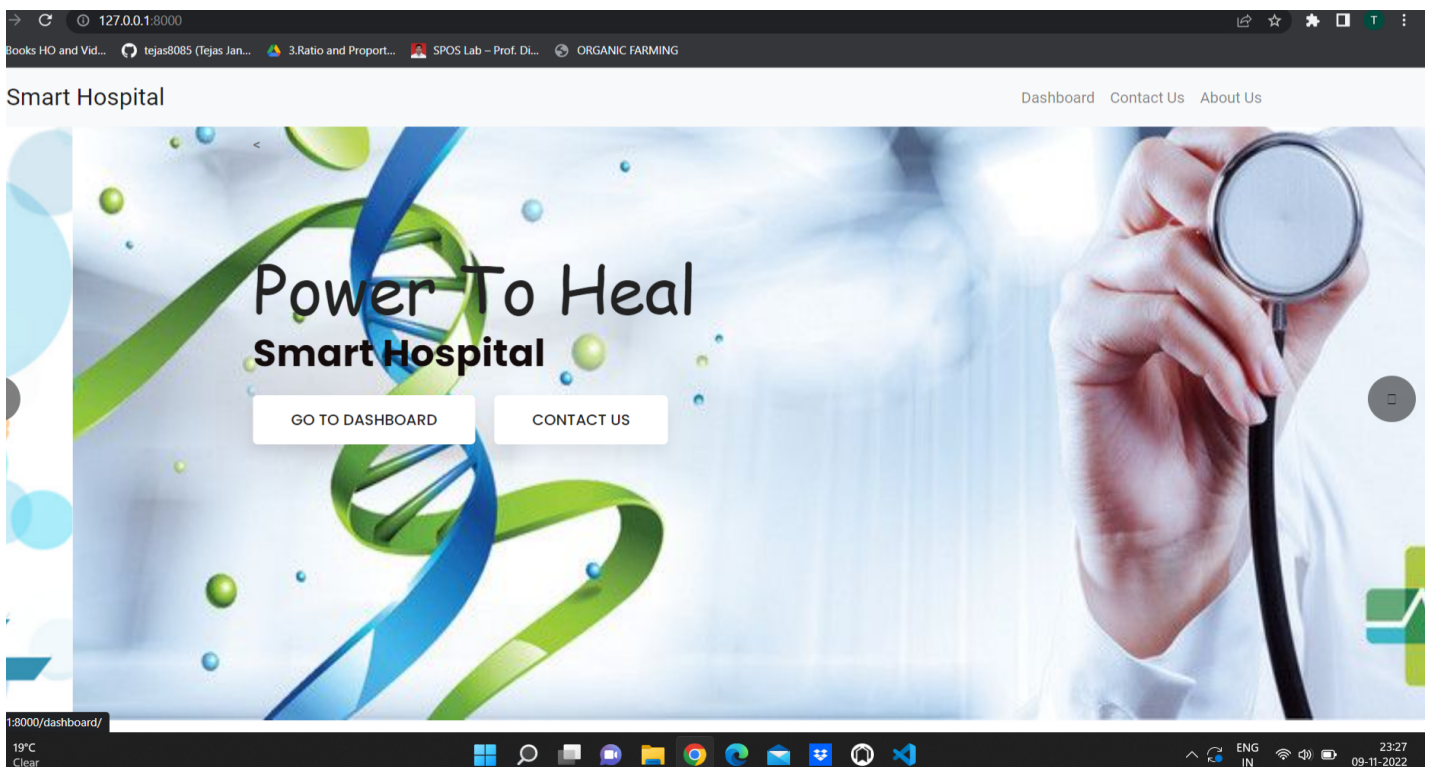 127.0.0.1:8000
T
Books HO and Vid... tejas8085 (Tejas Jan... 3.Ratio and Proport... SPOS Lab – Prof. Di... ORGANIC FARMING
Smart Hospital
Dashboard Contact Us About Us
<
Power To Heal
Smart Hospital
GO TO DASHBOARD CONTACT US
1:8000/dashboard/
19°C
Clear
ENG
IN
23:27
09-11-2022